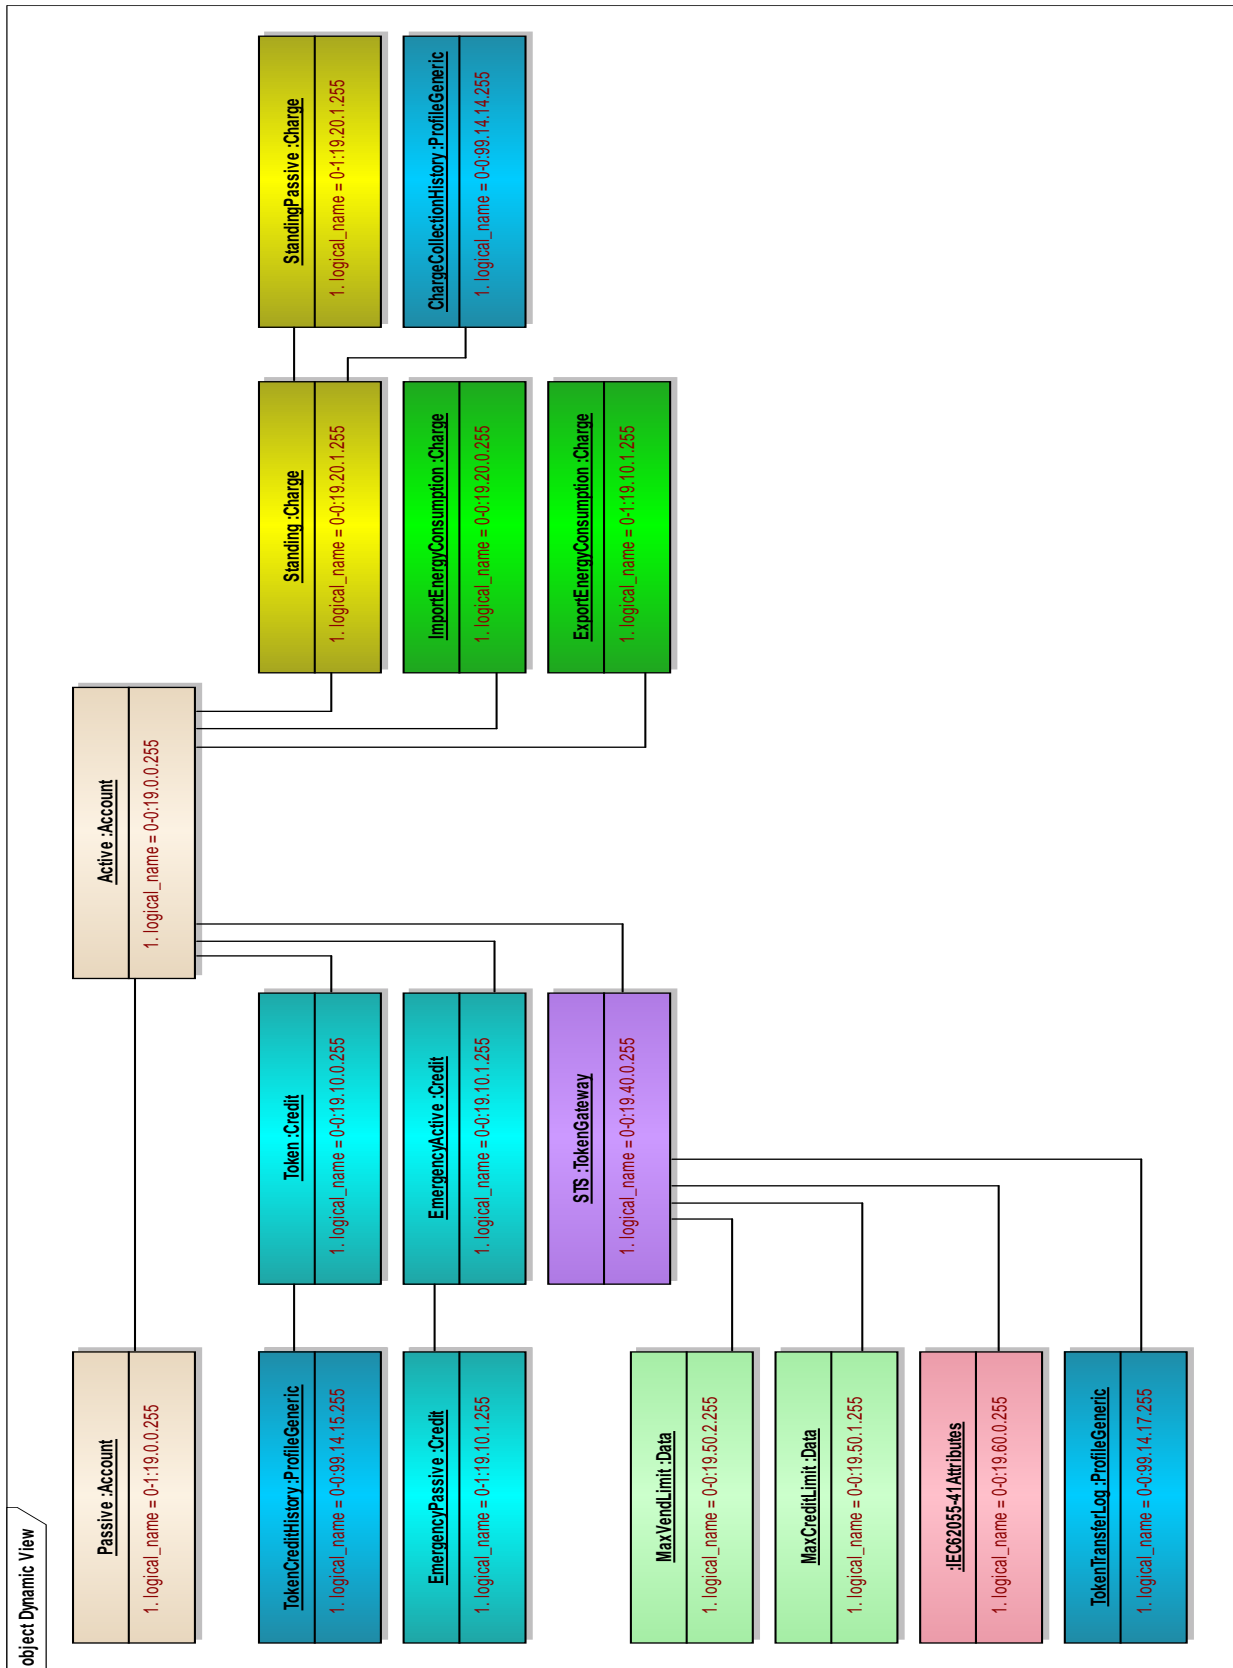 object Dynamic View
Passive :Account
1. logical_name = 0-1:19.0.0.255
Active :Account
1. logical_name = 0-0:19.0.0.255
TokenCreditHistory :ProfileGeneric
1. logical_name = 0-0:99.14.15.255
Token :Credit
1. logical_name = 0-0:19.10.0.255
Standing :Charge
1. logical_name = 0-0:19.20.1.255
StandingPassive :Charge
1. logical_name = 0-1:19.20.1.255
EmergencyPassive :Credit
1. logical_name = 0-1:19.10.1.255
EmergencyActive :Credit
1. logical_name = 0-0:19.10.1.255
ImportEnergyConsumption :Charge
1. logical_name = 0-0:19.20.0.255
ChargeCollectionHistory :ProfileGeneric
1. logical_name = 0-0:99.14.14.255
STS :TokenGateway
1. logical_name = 0-0:19.40.0.255
ExportEnergyConsumption :Charge
1. logical_name = 0-1:19.10.1.255
MaxVendLimit :Data
1. logical_name = 0-0:19.50.2.255
MaxCreditLimit :Data
1. logical_name = 0-0:19.50.1.255
:IEC62055-41Attributes
1. logical_name = 0-0:19.60.0.255
TokenTransferLog :ProfileGeneric
1. logical_name = 0-0:99.14.17.255